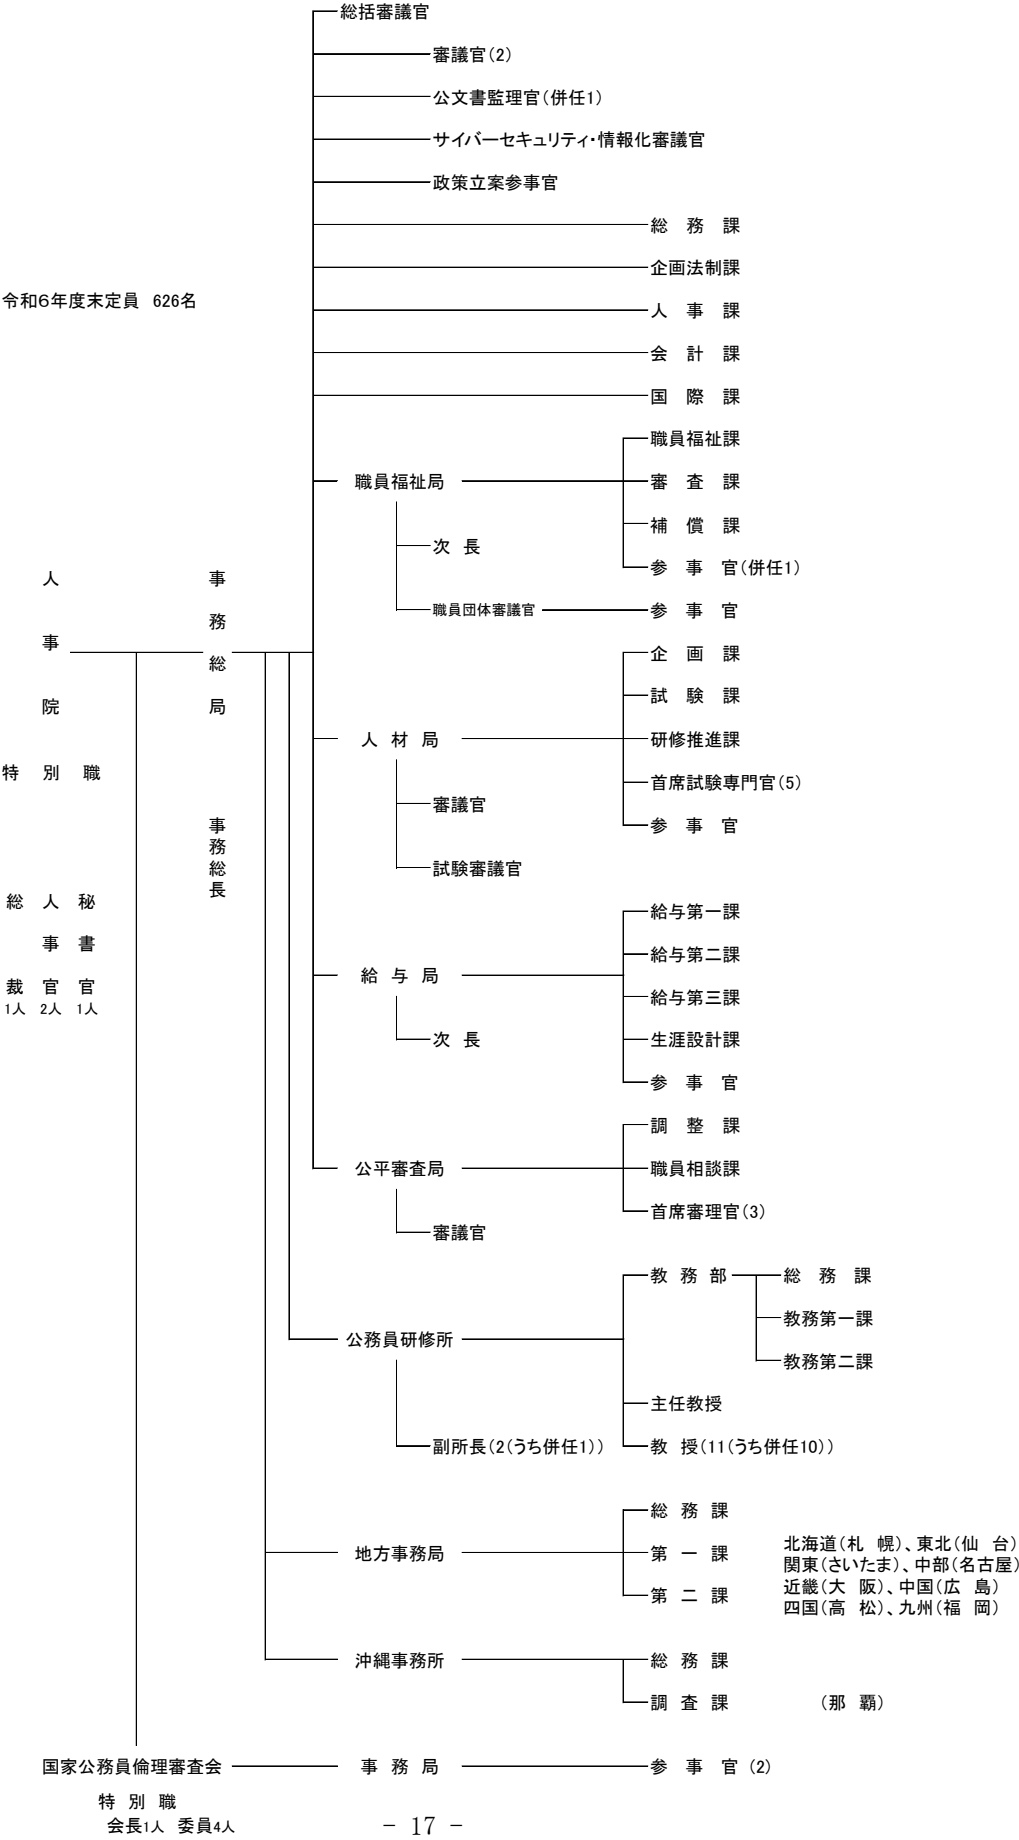 総括審議官
審議官(2)
公文書監理官(併任1)
サイバーセキュリティ・情報化審議官
政策立案参事官
総 務 課
企画法制課
令和6年度末定員 626名
人 事 課
会 計 課
国 際 課
職員福祉課
職員福祉局
審 査 課
補 償 課
次 長
参 事 官(併任1)
職員団体審議官
参 事 官
人 事 院
事 務 総 局
企 画 課
試 験 課
人 材 局
研修推進課
特 別 職
首席試験専門官(5)
審議官
参 事 官
事務総長
試験審議官
総 裁 1人
人 事 官 2人
秘 書 官 1人
給与第一課
給与第二課
給 与 局
給与第三課
次 長
生涯設計課
参 事 官
調 整 課
公平審査局
職員相談課
首席審理官(3)
審議官
教 務 部
総 務 課
教務第一課
公務員研修所
教務第二課
主任教授
副所長(2(うち併任1))
教 授(11(うち併任10))
総 務 課
地方事務局
第 一 課
第 二 課
北海道(札 幌)、東北(仙 台)
関東(さいたま)、中部(名古屋)
近畿(大 阪)、中国(広 島)
四国(高 松)、九州(福 岡)
沖縄事務所
総 務 課
調 査 課
(那 覇)
国家公務員倫理審査会
事 務 局
参 事 官 (2)
特 別 職
会長1人 委員4人
- 17 -